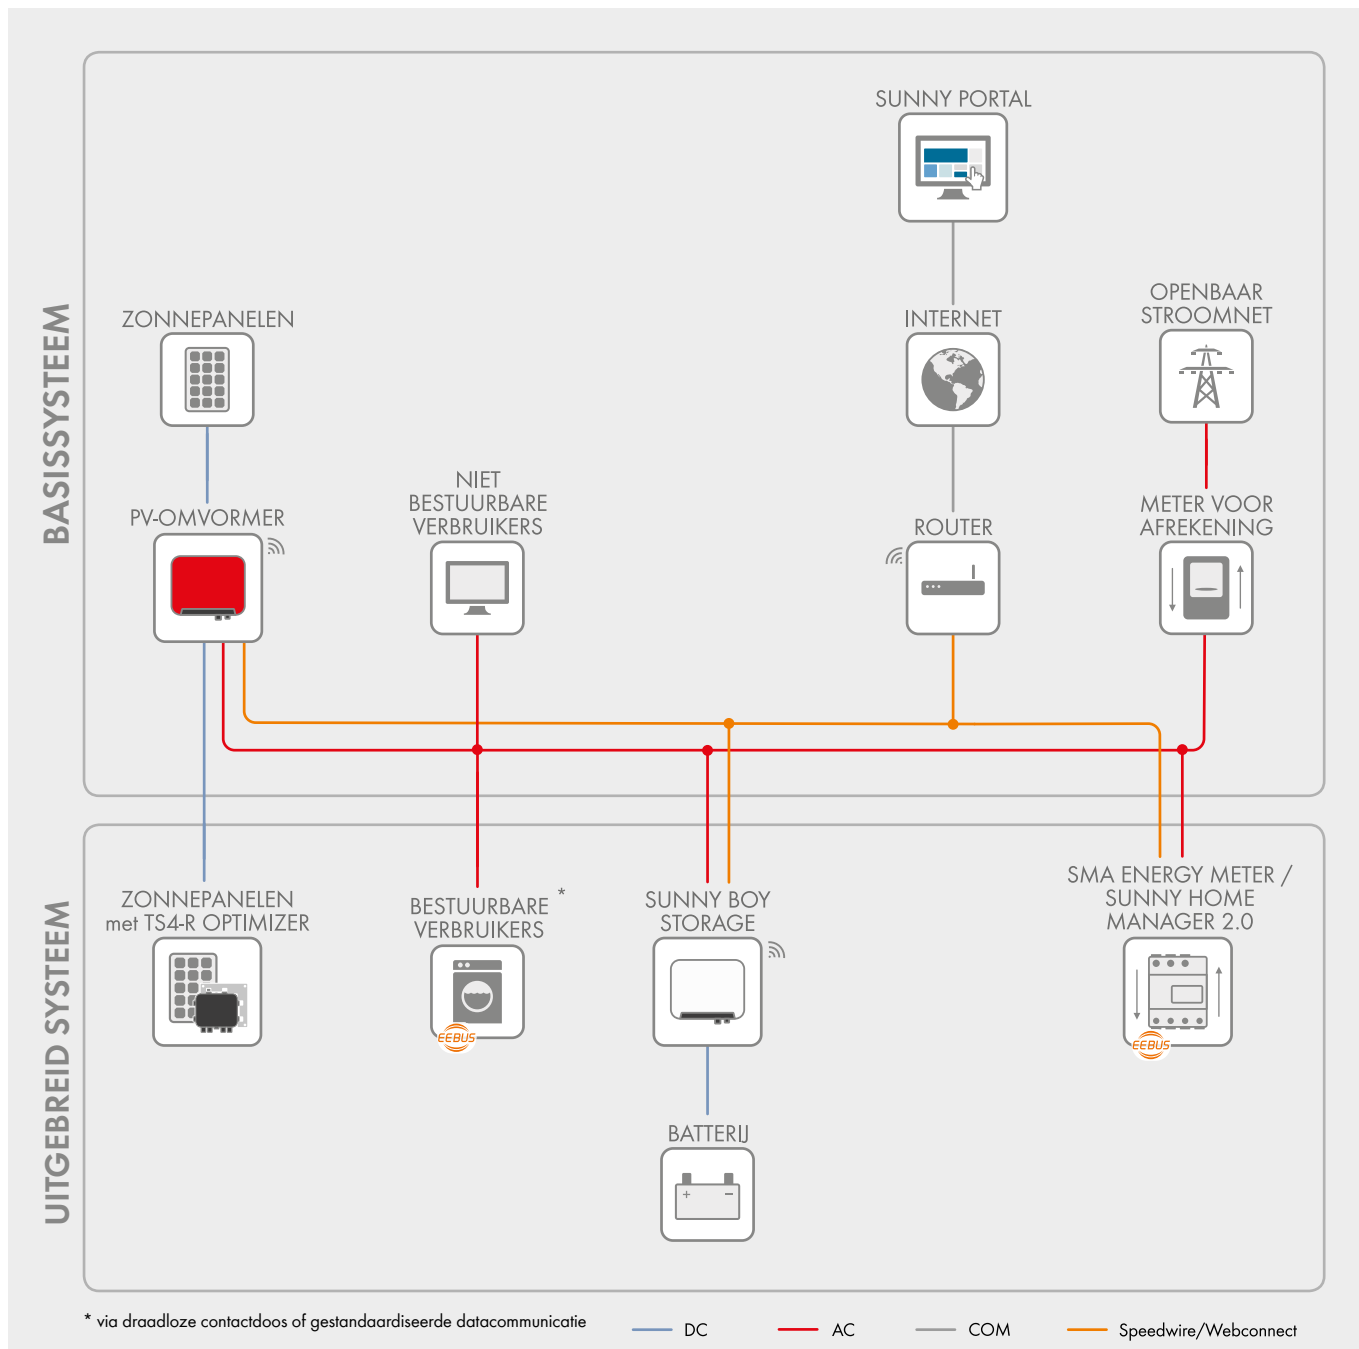 BASISSYSTEEM
SUNNY PORTAL
ZONNEPANELEN
INTERNET
OPENBAAR
STROOMNET
PV-OMVORMER
NIET
BESTUURBARE
VERBRUIKERS
ROUTER
METER VOOR
AFREKENING
UITGEBREID SYSTEEM
ZONNEPANELEN
met TS4-R OPTIMIZER
BESTUURBARE *
VERBRUIKERS
EEBUS
SUNNY BOY
STORAGE
SMA ENERGY METER /
SUNNY HOME
MANAGER 2.0
EEBUS
BATTERIJ
+ −
* via draadloze contactdoos of gestandaardiseerde datacommunicatie
DC
AC
COM
Speedwire/Webconnect